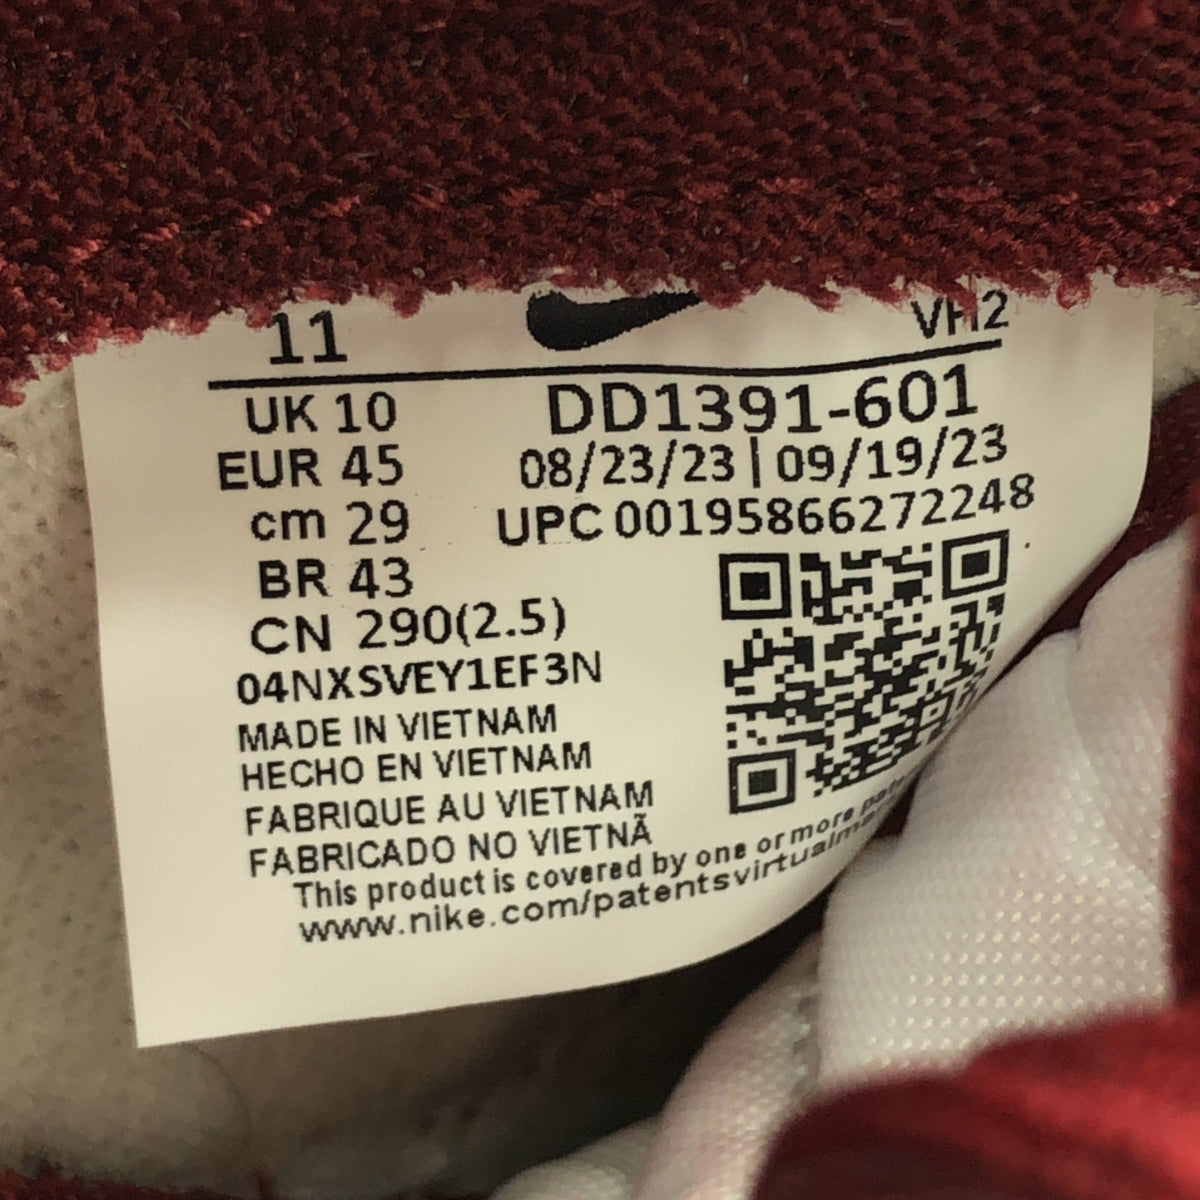 11 VH2
UK 10 DD1391-601
EUR 45 08/23/23 | 09/19/23
cm 29 UPC 00195866272248
BR 43
CN 290(2.5)
04NXSVEY1EF3N
MADE IN VIETNAM
HECHO EN VIETNAM
FABRIQUE AU VIETNAM
FABRICADO NO VIETNÃ
This product is covered by one or more
www.nike.com/patents